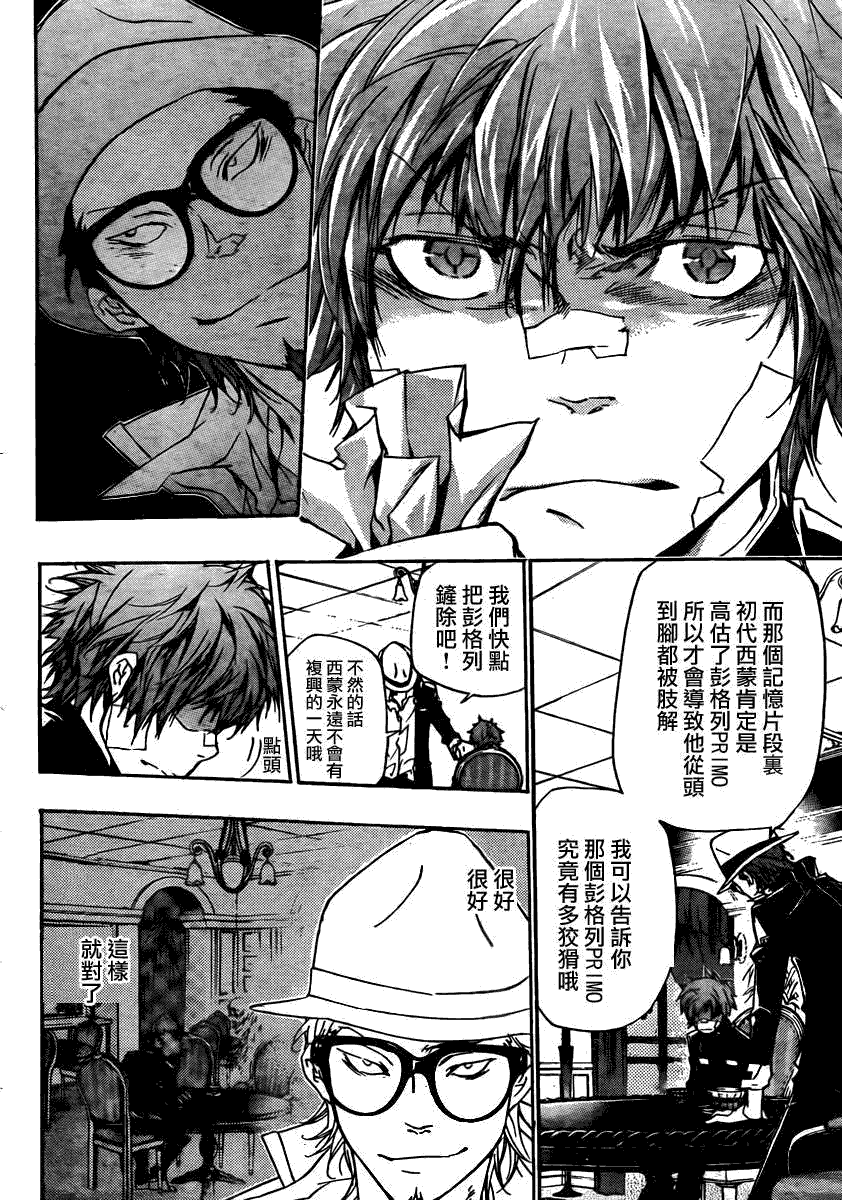 而那個記憶片段裏
初代西蒙肯定是
高估了彭格列PRIMO
所以才會導致他從頭
到腳都被肢解
我可以告訴你
那個彭格列PRIMO
究竟有多狡猾哦
我們快點
把彭格列
鏟除吧！
不然的話
西蒙永遠不會有
復興的一天哦
點頭
很好
很好
這樣
就對了